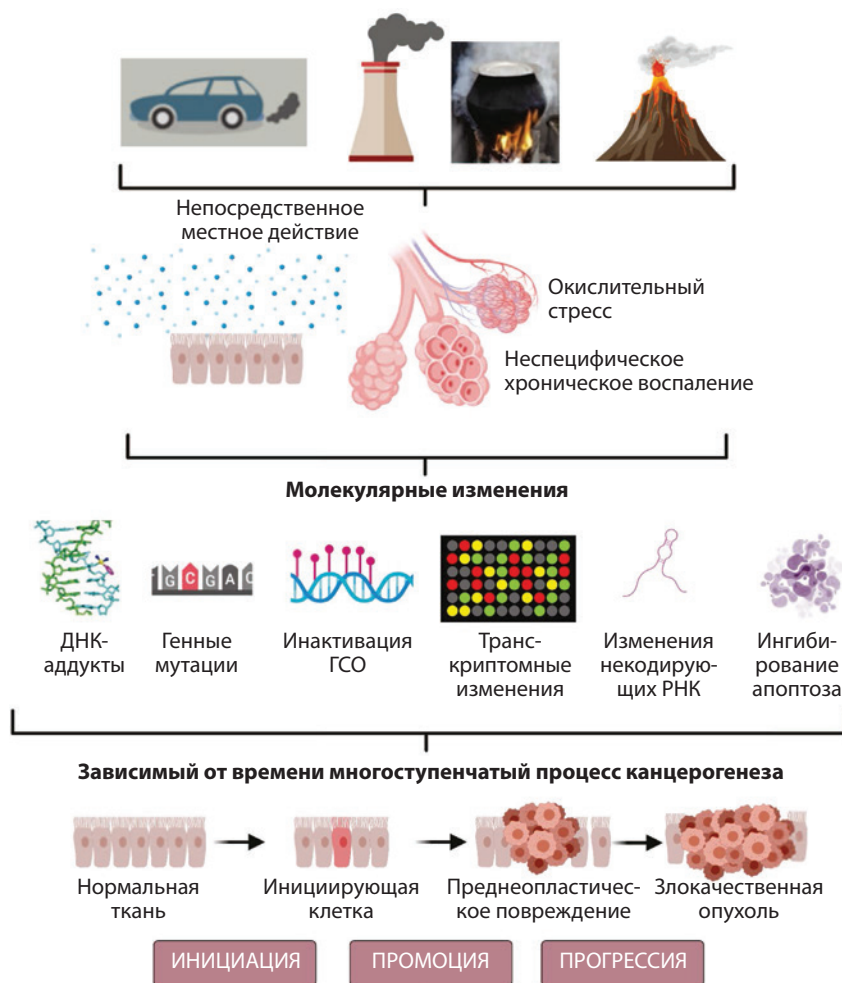 Непосредственное
местное действие
Окислительный
стресс
Неспецифическое
хроническое воспаление
Молекулярные изменения
GCGAC
ДНК-
аддукты
Генные
мутации
Инактивация
ГСО
Транс-
криптомные
изменения
Изменения
некодирую-
щих РНК
Ингиби-
рование
апоптоза
Зависимый от времени многоступенчатый процесс канцерогенеза
Нормальная
ткань
Инициирующая
клетка
Преднеопластичес-
кое повреждение
Злокачественная
опухоль
ИНИЦИАЦИЯ
ПРОМОЦИЯ
ПРОГРЕССИЯ